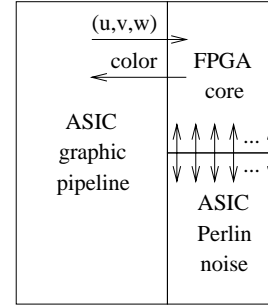 (u,v,w)
color
FPGA
core
ASIC
graphic
pipeline
...
...
ASIC
Perlin
noise